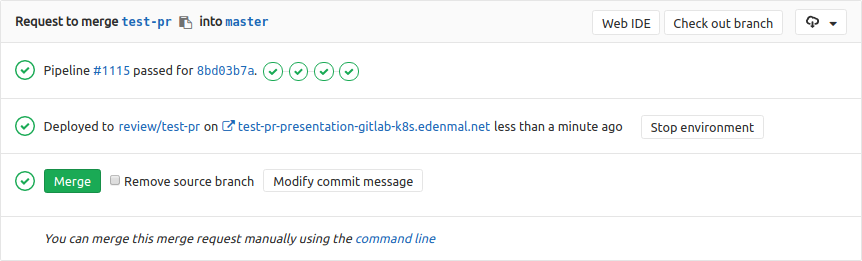 Request to merge test-pr into master Web IDE Check out branch
Pipeline #1115 passed for 8bd03b7a.
Deployed to review/test-pr on test-pr-presentation-gitlab-k8s.edenmal.net less than a minute ago Stop environment
Merge Remove source branch Modify commit message
You can merge this merge request manually using the command line